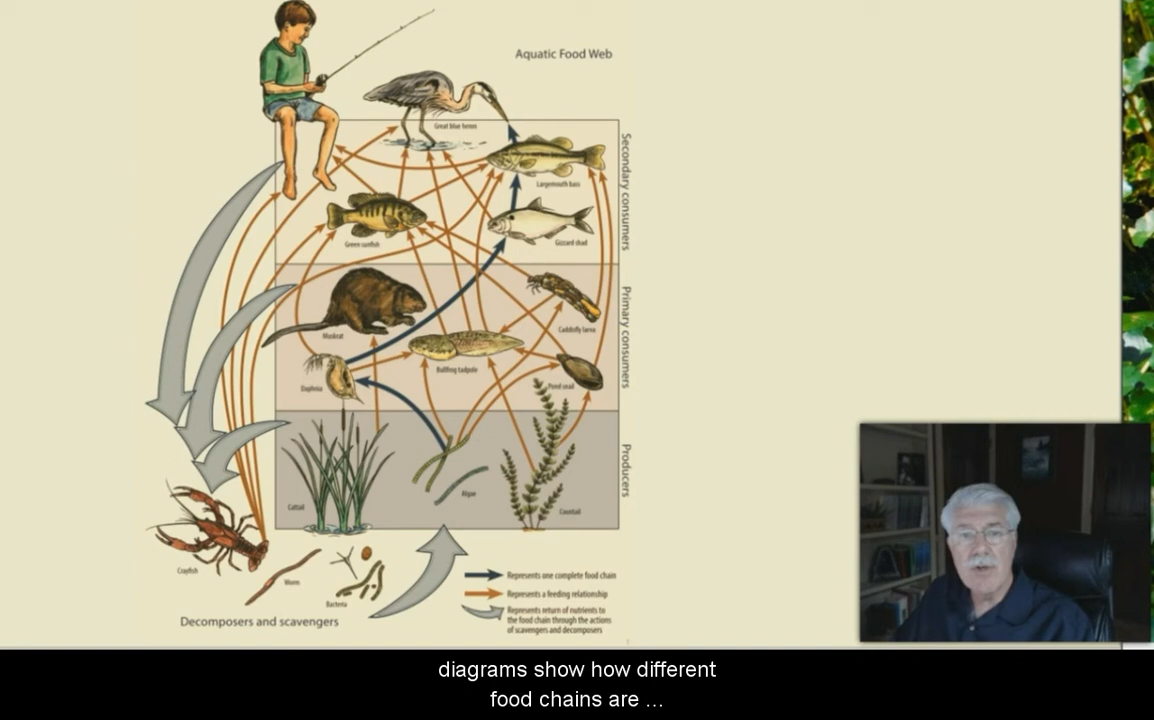 Aquatic Food Web
Great blue heron
Largemouth bass
Secondary consumers
Green sunfish
Gizzard shad
Muskrat
Caddisfly larva
Primary consumers
Bullfrog tadpole
Daphnia
Pond snail
Producers
Algae
Cattail
Coontail
Crayfish
Worm
Bacteria
Decomposers and scavengers
Represents one complete food chain
Represents a feeding relationship
Represents return of nutrients to
the food chain through the actions
of scavengers and decomposers
diagrams show how different
food chains are ...